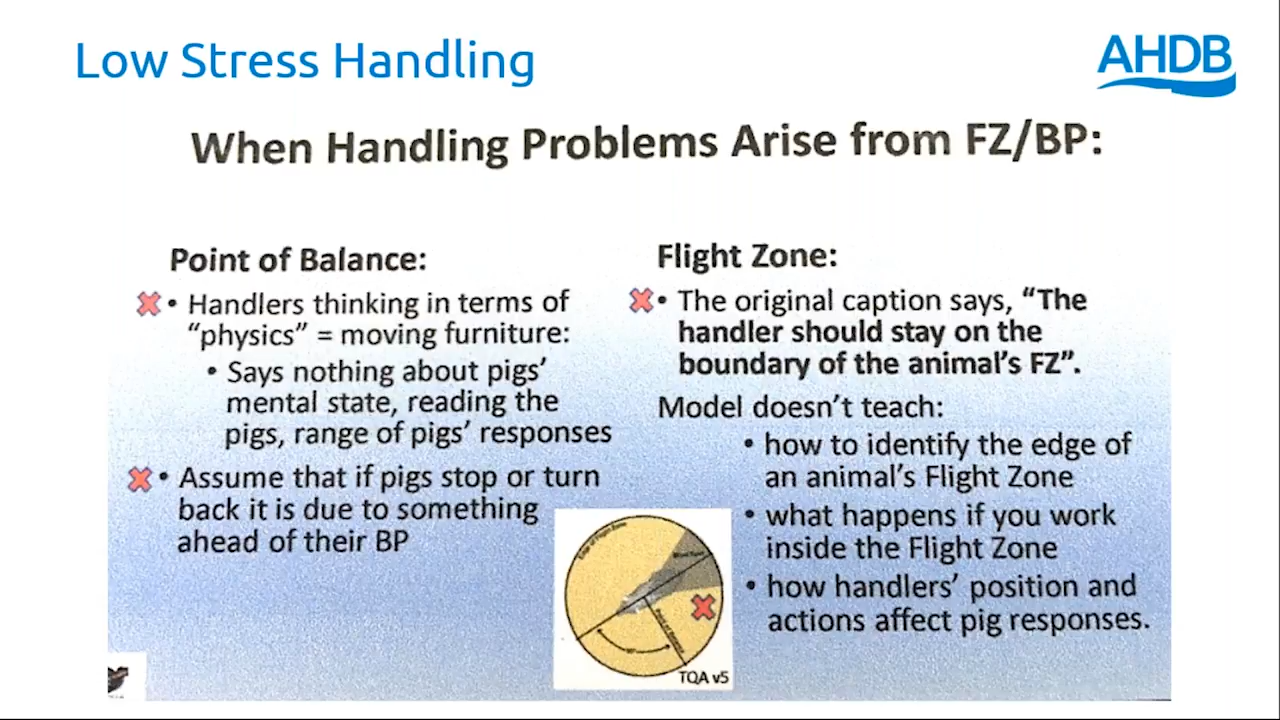 Low Stress Handling
AHDB
When Handling Problems Arise from FZ/BP:
Point of Balance:
• Handlers thinking in terms of
“physics” = moving furniture:
• Says nothing about pigs’
mental state, reading the
pigs, range of pigs’ responses
• Assume that if pigs stop or turn
back it is due to something
ahead of their BP
Flight Zone:
• The original caption says, “The
handler should stay on the
boundary of the animal’s FZ”.
Model doesn’t teach:
• how to identify the edge of
an animal’s Flight Zone
• what happens if you work
inside the Flight Zone
• how handlers’ position and
actions affect pig responses.
Edge of Flight Zone
TQA v5